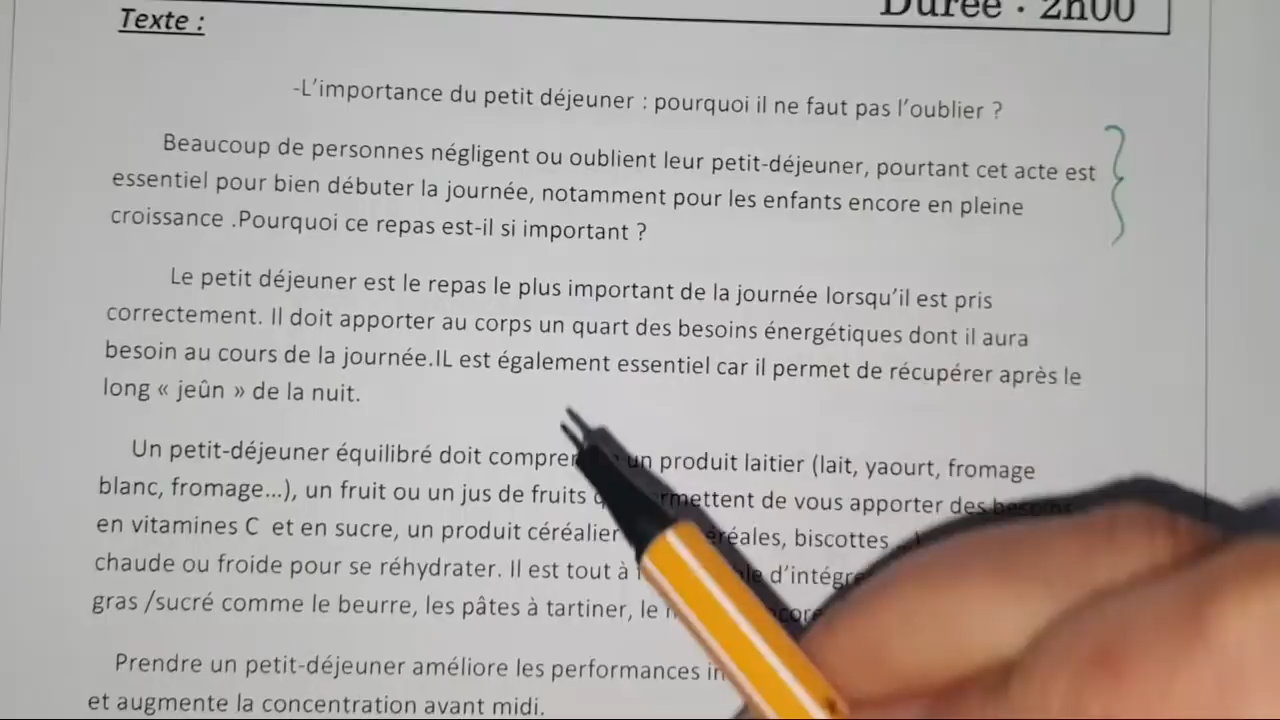 Durée : 2h00
Texte :
-L'importance du petit déjeuner : pourquoi il ne faut pas l'oublier ?
Beaucoup de personnes négligent ou oublient leur petit-déjeuner, pourtant cet acte est
essentiel pour bien débuter la journée, notamment pour les enfants encore en pleine
croissance .Pourquoi ce repas est-il si important ?
Le petit déjeuner est le repas le plus important de la journée lorsqu'il est pris
correctement. Il doit apporter au corps un quart des besoins énergétiques dont il aura
besoin au cours de la journée.IL est également essentiel car il permet de récupérer après le
long « jeûn » de la nuit.
Un petit-déjeuner équilibré doit un produit laitier (lait, yaourt, fromage
blanc, fromage...), un fruit ou un jus de fruits de vous apporter des besoins
en vitamines C et en sucre, un produit céréalier biscottes ...)
chaude ou froide pour se réhydrater. Il est tout à
gras /sucré comme le beurre, les pâtes à tartiner, le
Prendre un petit-déjeuner améliore les performances
et augmente la concentration avant midi.